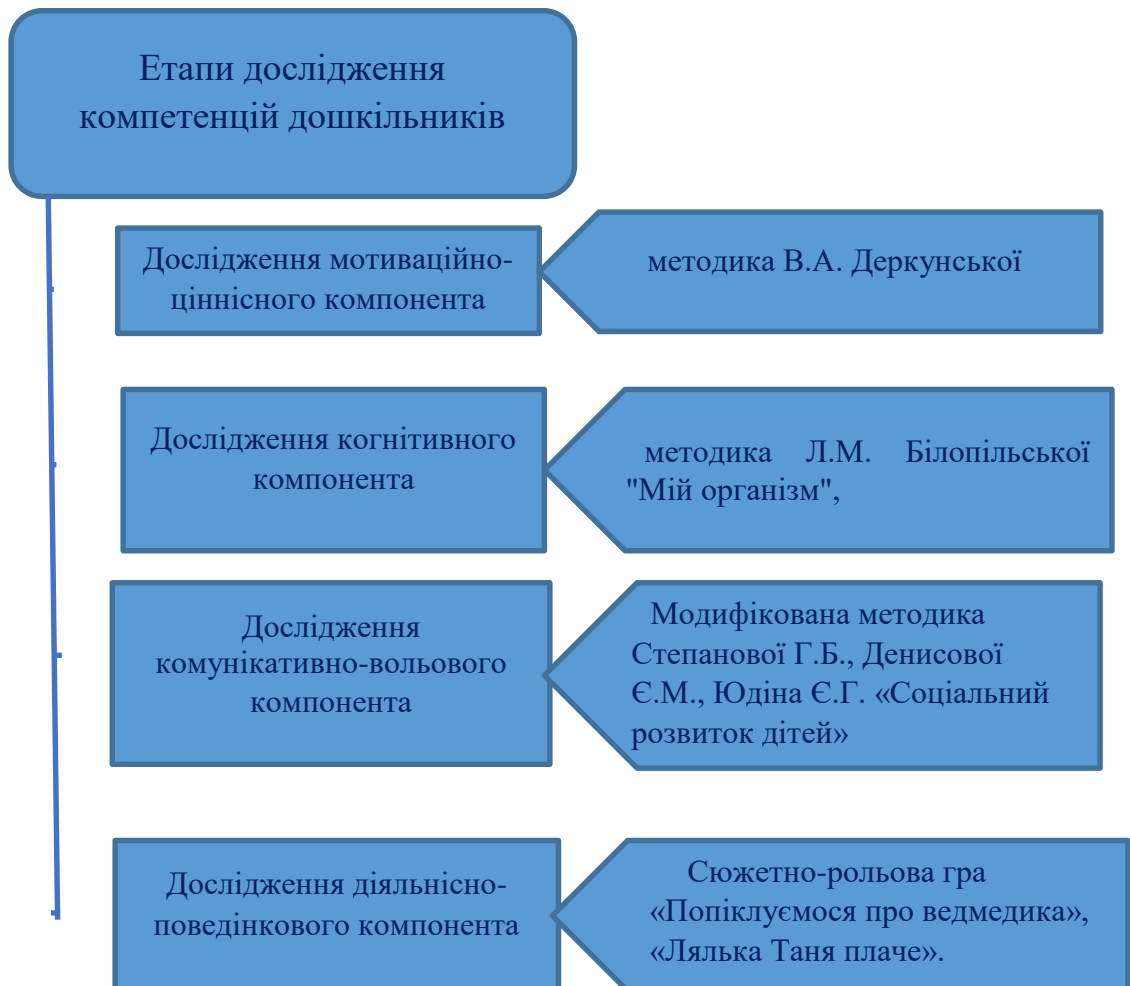 Етапи дослідження
компетенцій дошкільників
Дослідження мотиваційно-
ціннісного компонента
методика В.А. Деркунської
Дослідження когнітивного
компонента
методика Л.М. Білопільської
"Мій організм",
Дослідження
комунікативно-вольового
компонента
Модифікована методика
Степанової Г.Б., Денисової
Є.М., Юдіна Є.Г. «Соціальний
розвиток дітей»
Дослідження діяльнісно-
поведінкового компонента
Сюжетно-рольова гра
«Попіклуємося про ведмедика»,
«Лялька Таня плаче».